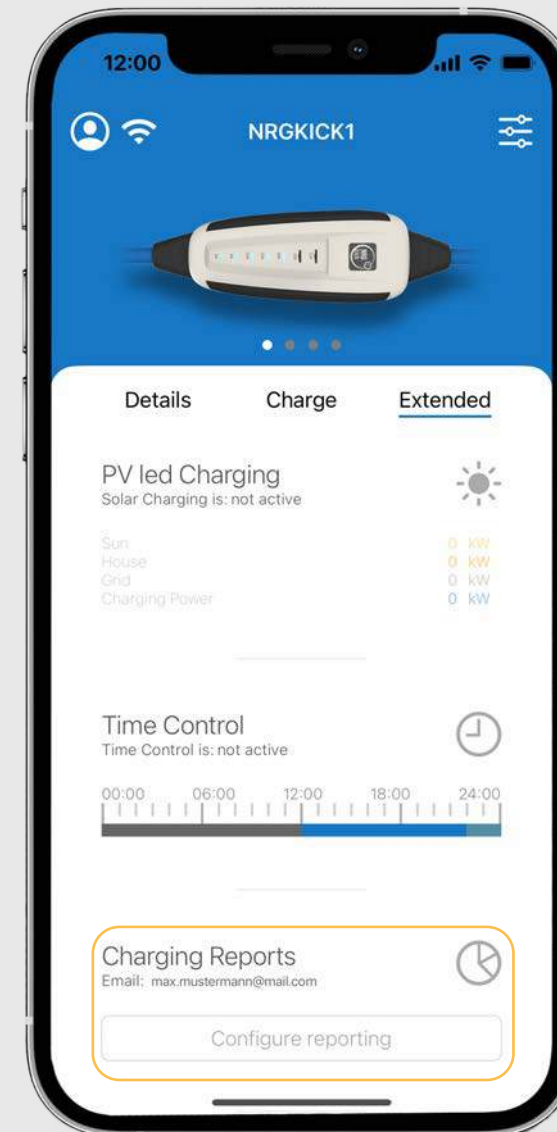 12:00
NRGKICK1
Details Charge Extended
PV led Charging
Solar Charging is: not active
Sun 0 kW
House 0 kW
Grid 0 kW
Charging Power 0 kW
Time Control
Time Control is: not active
00:00 06:00 12:00 18:00 24:00
Charging Reports
Email: max.mustermann@mail.com
Configure reporting